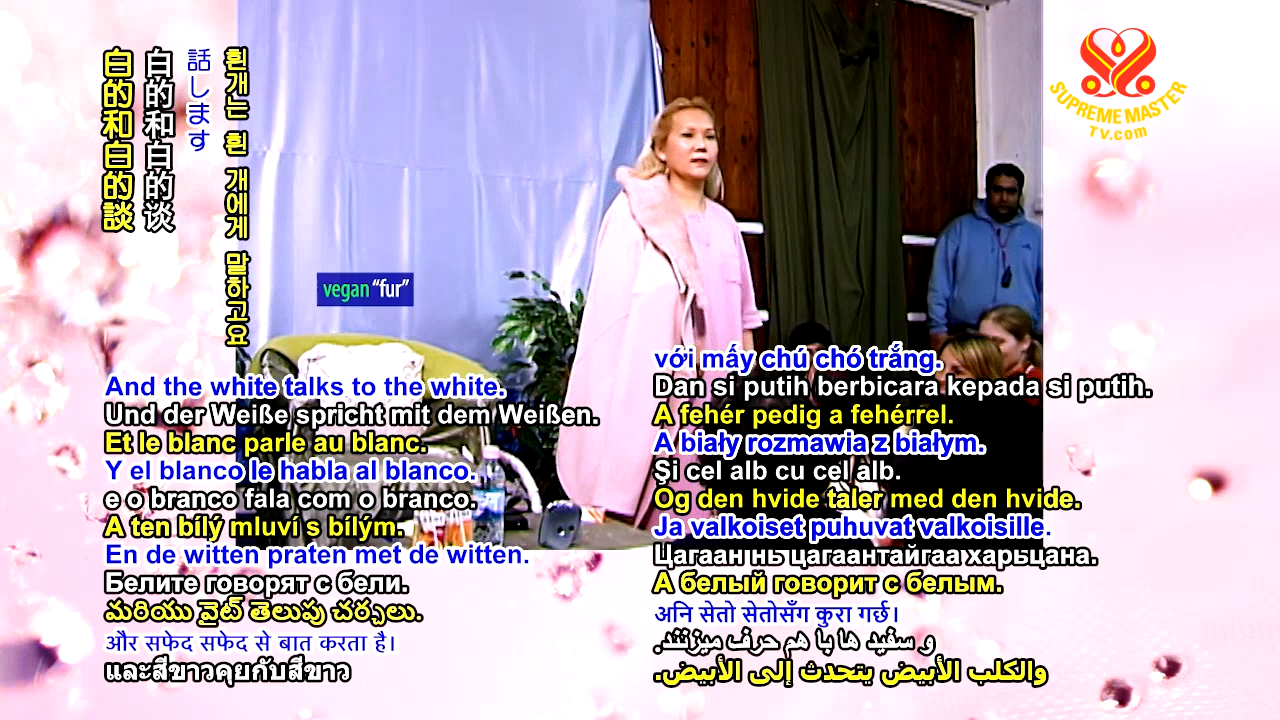 白的和白的談
白的和白的谈
話します
흰개는 흰 개에게 말하고요
SUPREME MASTER
TV.com
vegan “fur”
And the white talks to the white.
Und der Weiße spricht mit dem Weißen.
Et le blanc parle au blanc.
Y el blanco le habla al blanco.
e o branco fala com o branco.
A ten bílý mluví s bílým.
En de witten praten met de witten.
Белите говорят с бели.
మరియు వైట్ తెలుపు చర్చలు.
और सफेद सफेद से बात करता है।
และสีขาวคุยกับสีขาว
với mấy chú chó trắng.
Dan si putih berbicara kepada si putih.
A fehér pedig a fehérrel.
A biały rozmawia z białym.
Şi cel alb cu cel alb.
Og den hvide taler med den hvide.
Ja valkoiset puhuvat valkoisille.
Цагаан нь цагаантайгаа харьцана.
А белый говорит с белым.
अनि सेतो सेतोसँग कुरा गर्छ।
و سفید ها با هم حرف میزنند.
والكلب الأبيض يتحدث إلى الأبيض.